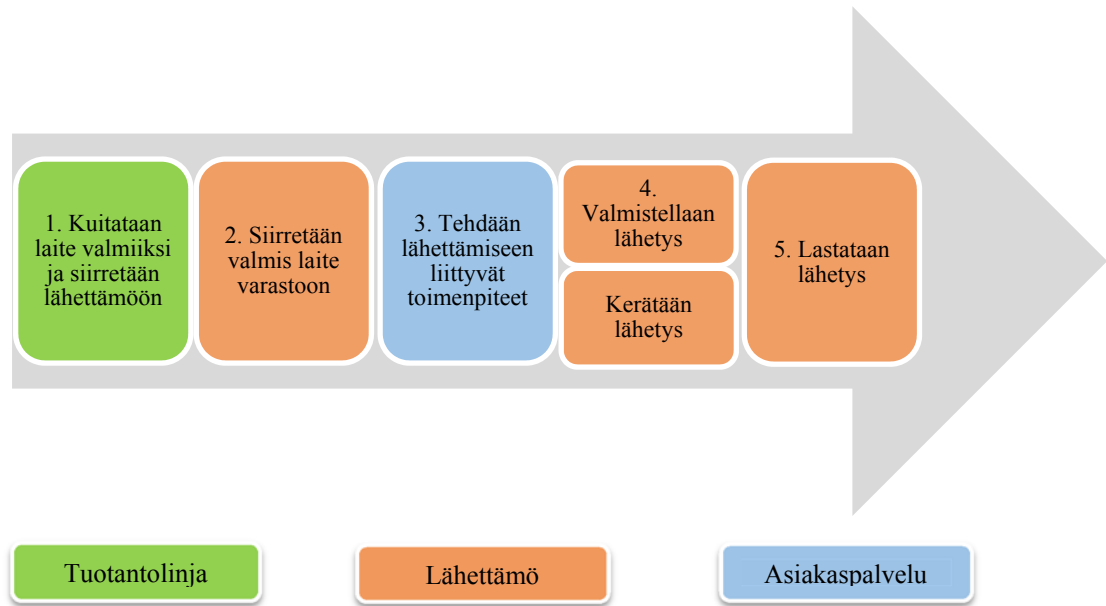 1. Kuitataan
laite valmiiksi
ja siirretään
lähettämöön
2. Siirretään
valmis laite
varastoon
3. Tehdään
lähettämiseen
liittyvät
toimenpiteet
4.
Valmistellaan
lähetys
Kerätään
lähetys
5. Lastataan
lähetys
Tuotantolinja
Lähettämö
Asiakaspalvelu